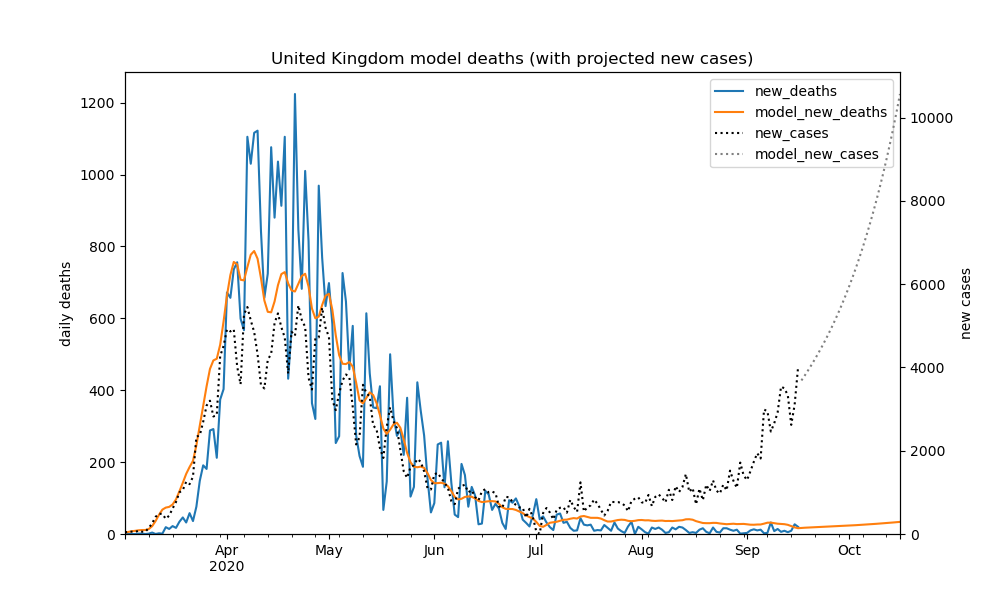 United Kingdom model deaths (with projected new cases)
new_deaths
model_new_deaths
new_cases
model_new_cases
daily deaths
new cases
1200
1000
800
600
400
200
0
10000
8000
6000
4000
2000
0
Apr
2020
May
Jun
Jul
Aug
Sep
Oct